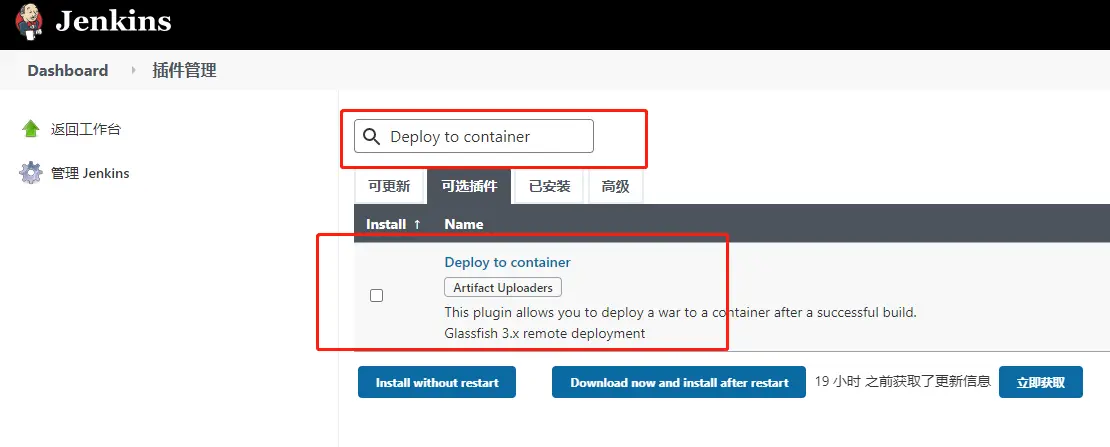 Jenkins
Dashboard 插件管理
返回工作台
管理 Jenkins
Deploy to container
可更新 可选插件 已安装 高级
Install ↑ Name
Deploy to container
Artifact Uploaders
This plugin allows you to deploy a war to a container after a successful build.
Glassfish 3.x remote deployment
Install without restart Download now and install after restart 19 小时 之前获取了更新信息 立即获取